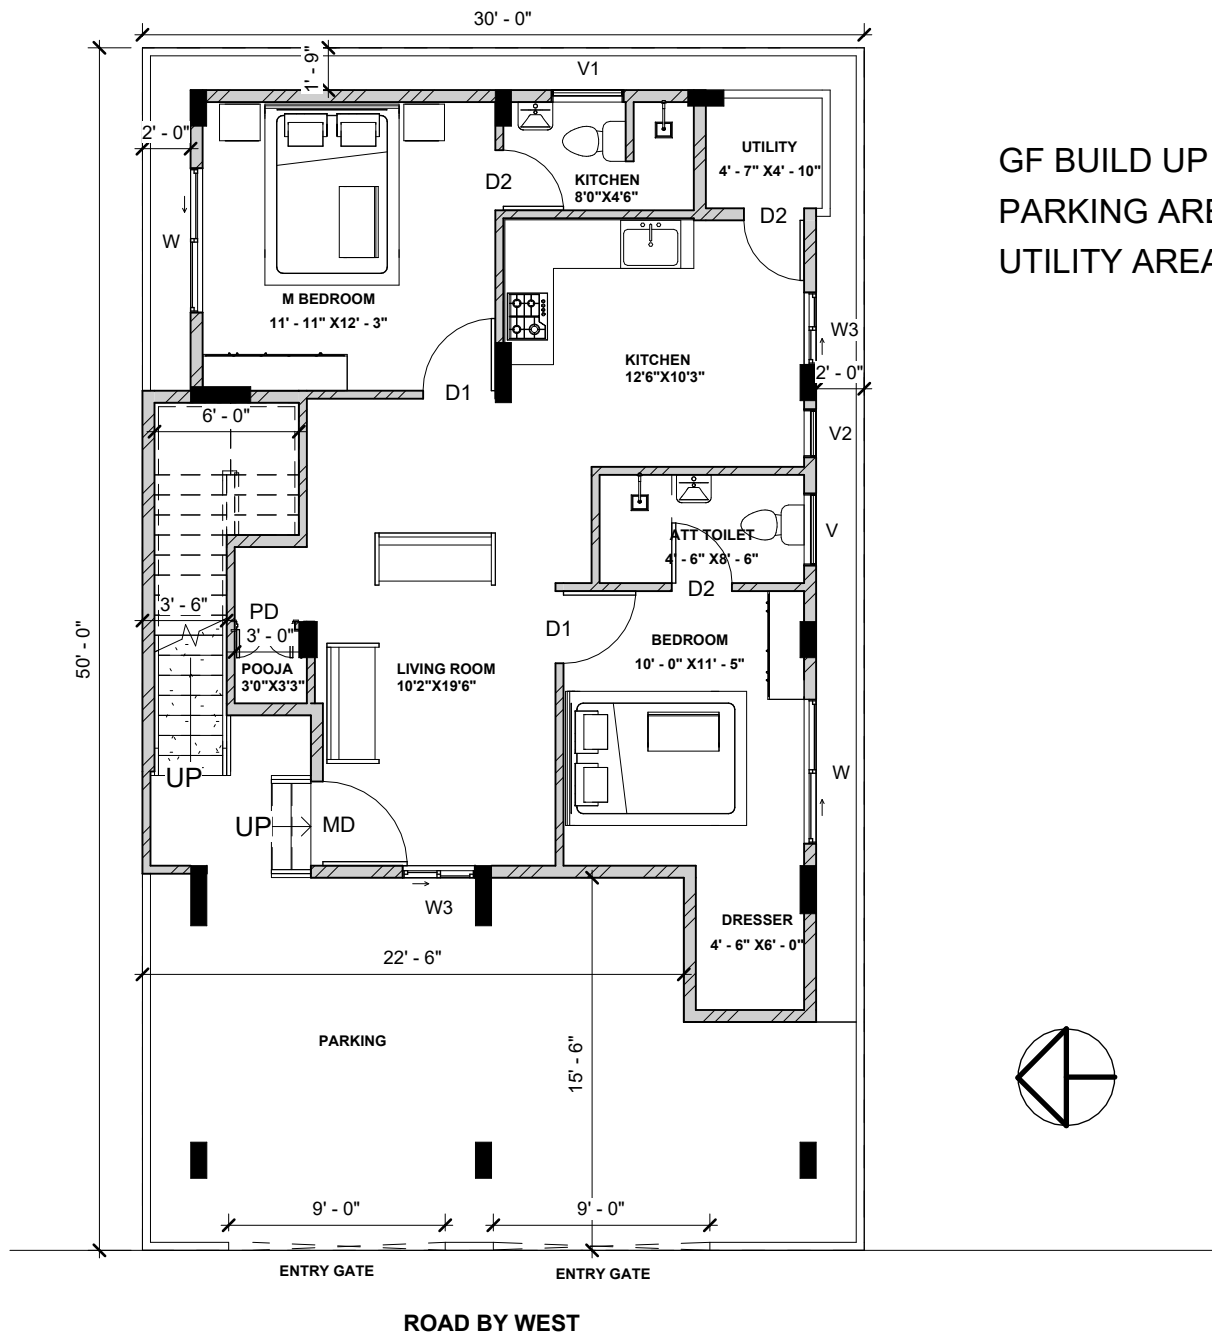 30' - 0"
1' - 9"
V1
2' - 0"
UTILITY
4' - 7" X4' - 10"
GF BUILD UP
PARKING ARE
UTILITY AREA
D2
KITCHEN
8'0"X4'6"
D2
W
M BEDROOM
11' - 11" X12' - 3"
W3
KITCHEN
12'6"X10'3"
2' - 0"
D1
6' - 0"
V2
V
ATT TOILET
4' - 6" X8' - 6"
D2
3' - 6"
PD
3' - 0"
D1
50' - 0"
BEDROOM
10' - 0" X11' - 5"
POOJA
3'0"X3'3"
LIVING ROOM
10'2"X19'6"
UP
W
UP
MD
W3
DRESSER
4' - 6" X6' - 0"
22' - 6"
PARKING
15' - 6"
9' - 0"
9' - 0"
ENTRY GATE
ENTRY GATE
ROAD BY WEST